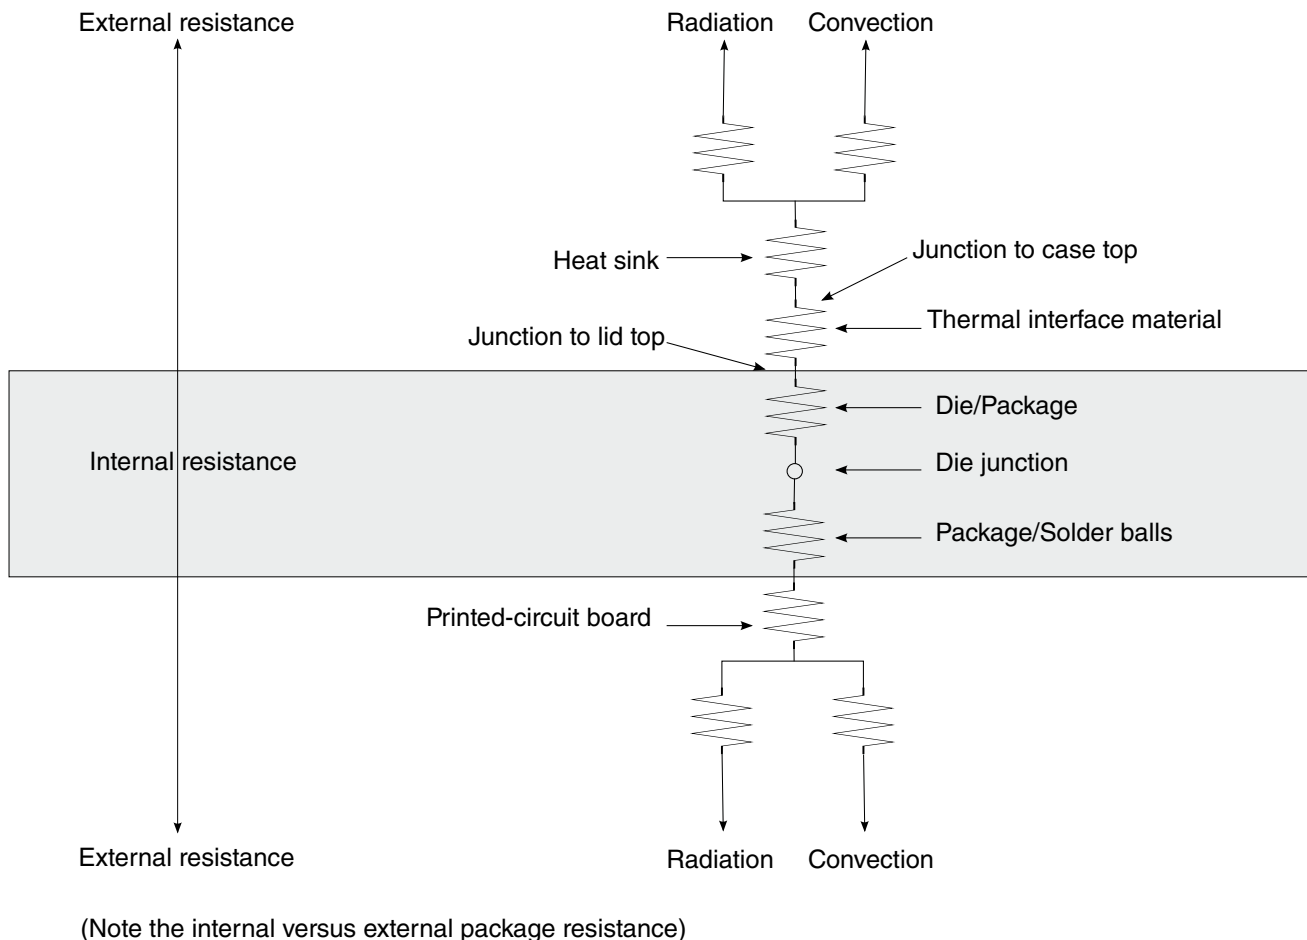 External resistance
Radiation
Convection
Heat sink
Junction to case top
Thermal interface material
Junction to lid top
Die/Package
Internal resistance
Die junction
Package/Solder balls
Printed-circuit board
External resistance
Radiation
Convection
(Note the internal versus external package resistance)